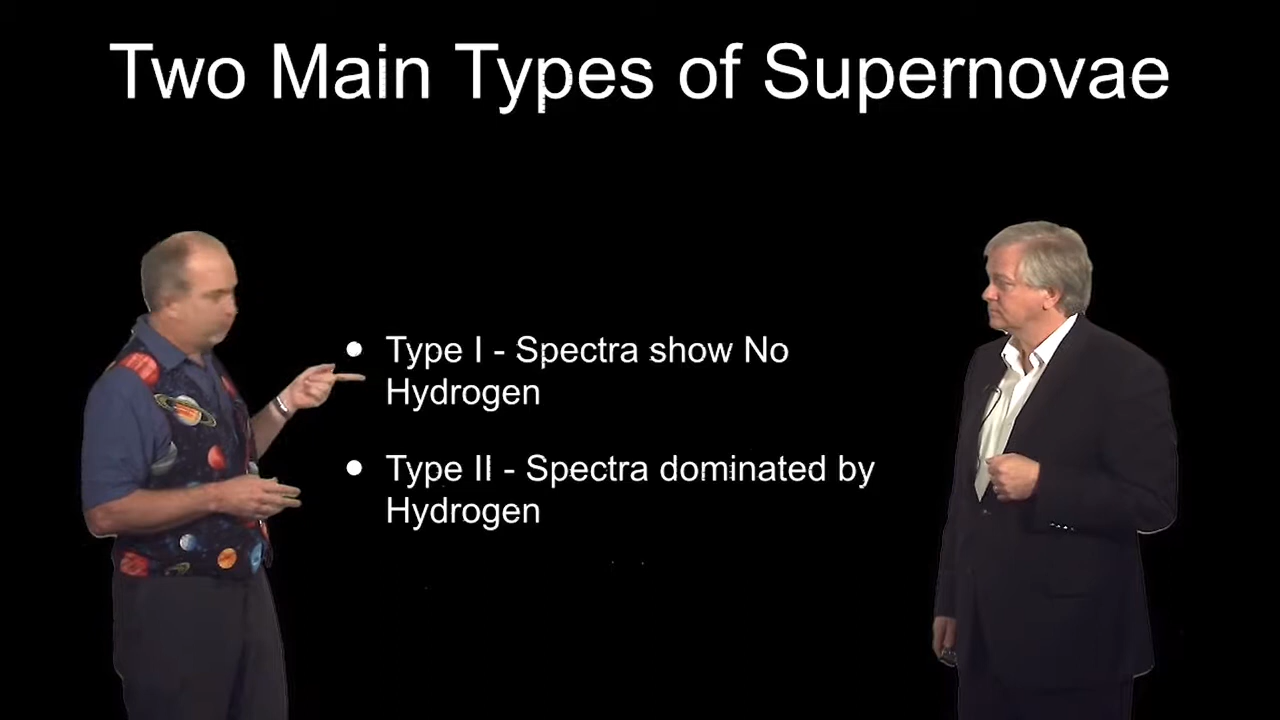 Two Main Types of Supernovae
• Type I - Spectra show No
Hydrogen
• Type II - Spectra dominated by
Hydrogen